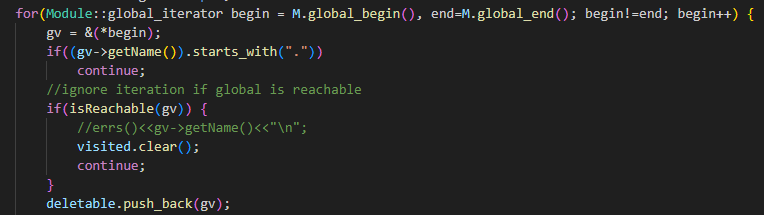 for(Module::global_iterator begin = M.global_begin(), end=M.global_end(); begin!=end; begin++) {
gv = &(*begin);
if((gv->getName()).starts_with("."))
continue;
//ignore iteration if global is reachable
if(isReachable(gv)) {
//errs()<<gv->getName()<<"\n";
visited.clear();
continue;
}
deletable.push_back(gv);